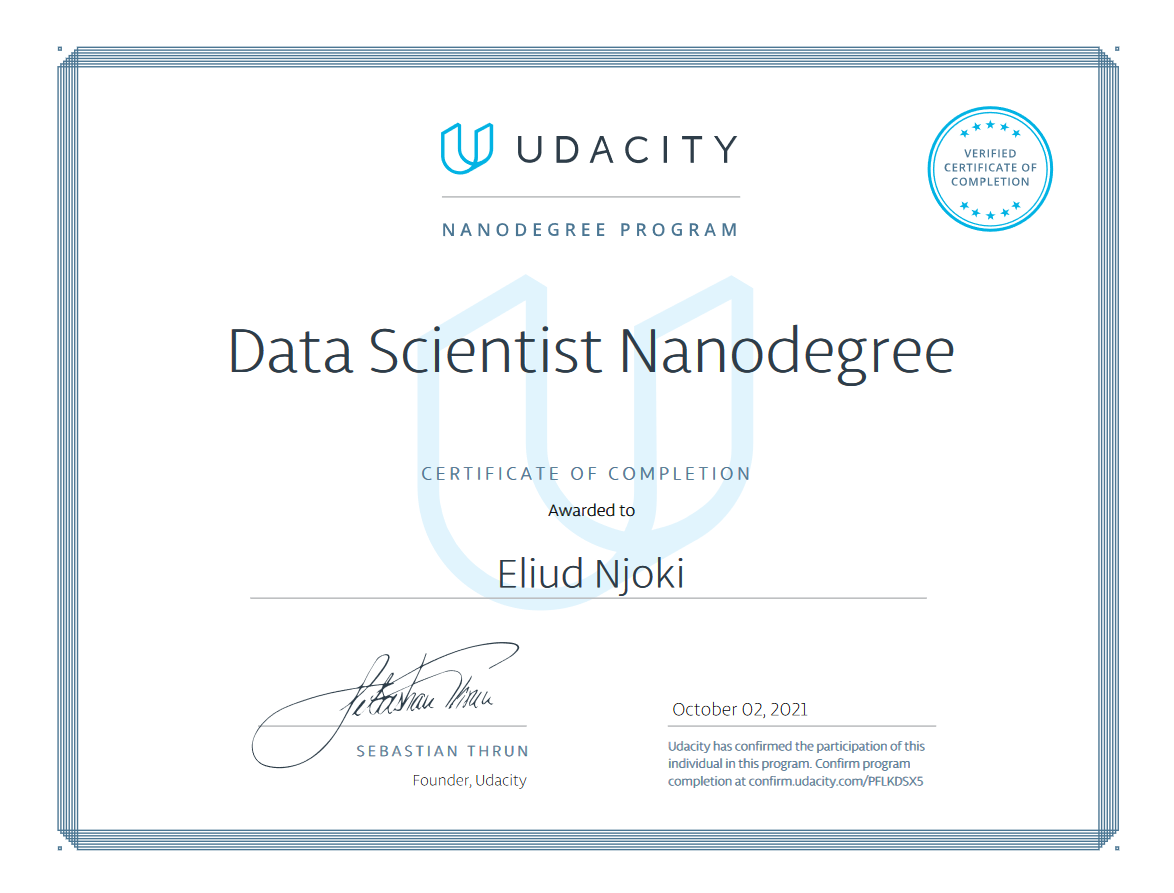 UDACITY
VERIFIED
CERTIFICATE OF
COMPLETION
NANODEGREE PROGRAM
Data Scientist Nanodegree
CERTIFICATE OF COMPLETION
Awarded to
Eliud Njoki
Sebastian Thrun
October 02, 2021
SEBASTIAN THRUN
Founder, Udacity
Udacity has confirmed the participation of this
individual in this program. Confirm program
completion at confirm.udacity.com/PFLKDSX5